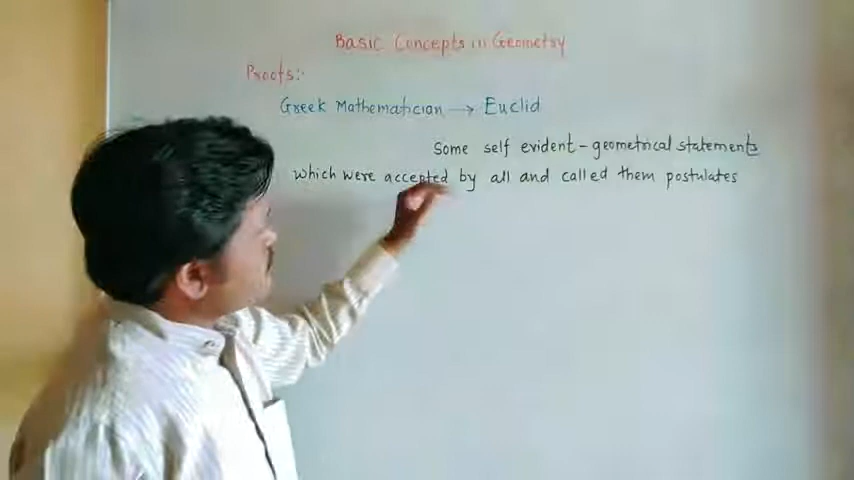 Basic Concepts in Geometry
Proofs:-
Greek Mathematician → Euclid
Some self evident - geometrical statements
which were accepted by all and called them postulates